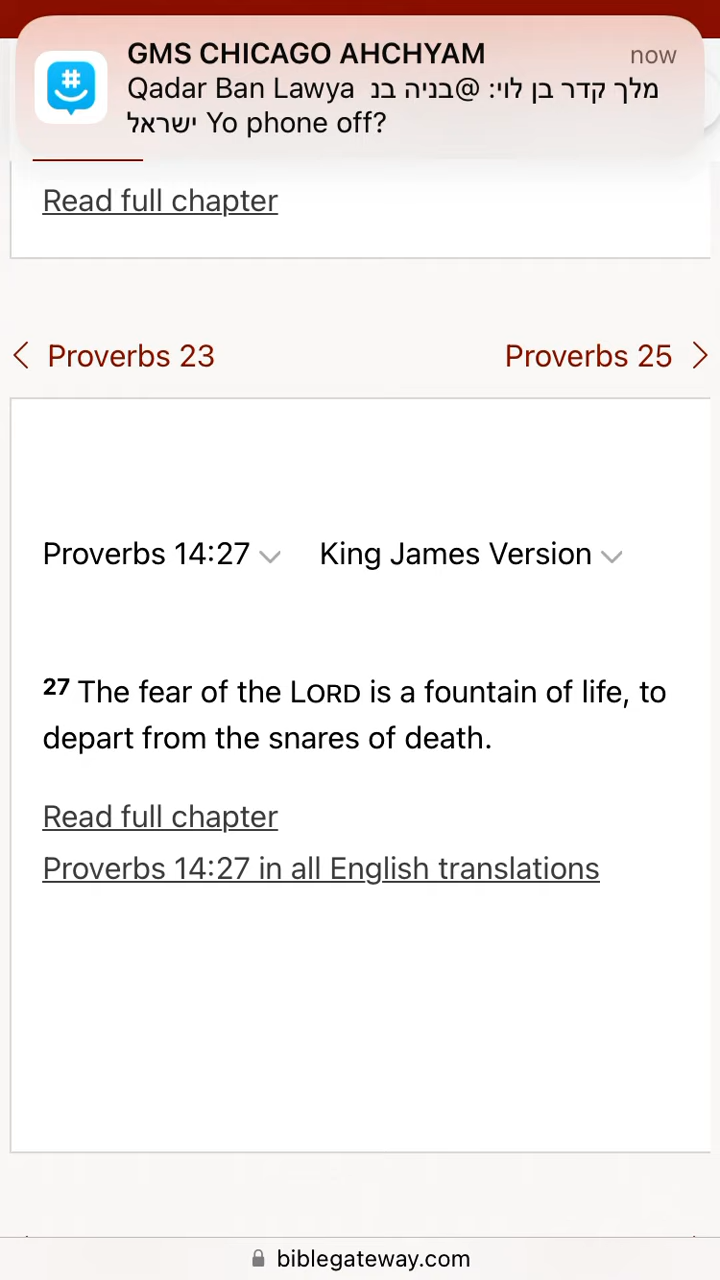 GMS CHICAGO AHCHYAM now
Qadar Ban Lawya מלך קדר בן לוי: @בניה בנ
ישראל Yo phone off?
Read full chapter
Proverbs 23 Proverbs 25
Proverbs 14:27 King James Version
27 The fear of the LORD is a fountain of life, to
depart from the snares of death.
Read full chapter
Proverbs 14:27 in all English translations
biblegateway.com